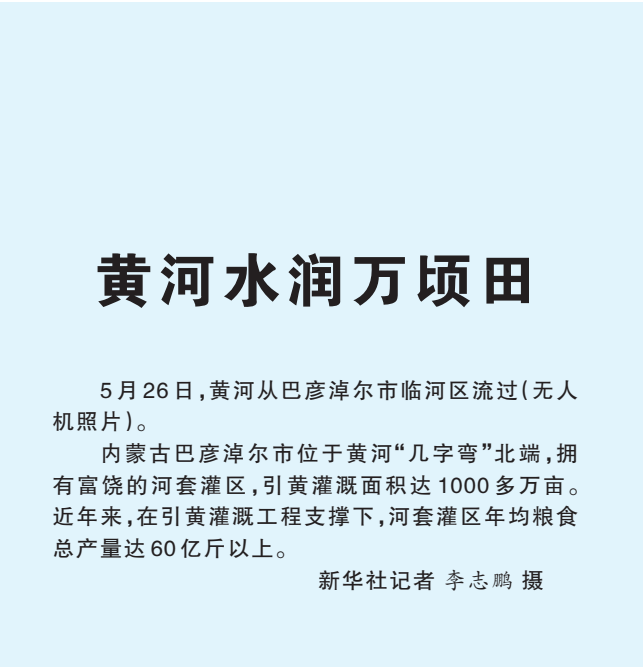 黄河水润万顷田
5月26日,黄河从巴彦淖尔市临河区流过(无人
机照片)。
内蒙古巴彦淖尔市位于黄河“几字弯”北端,拥
有富饶的河套灌区,引黄灌溉面积达1000多万亩。
近年来,在引黄灌溉工程支撑下,河套灌区年均粮食
总产量达60亿斤以上。
新华社记者 李志鹏 摄